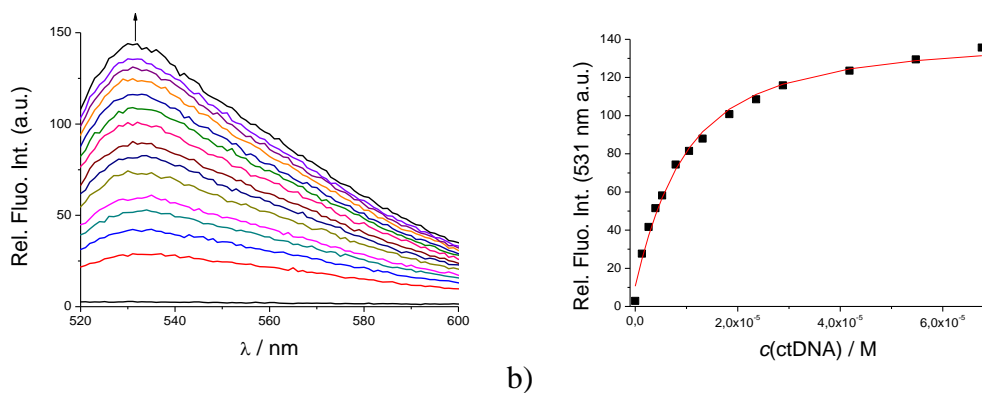 150
100
50
0
Rel. Fluo. Int. (a.u.)
520
540
560
580
600
λ / nm
140
120
100
80
60
40
20
0
Rel. Fluo. Int. (531 nm a.u.)
0,0
2,0x10⁻⁵
4,0x10⁻⁵
6,0x10⁻⁵
c(ctDNA) / M
b)